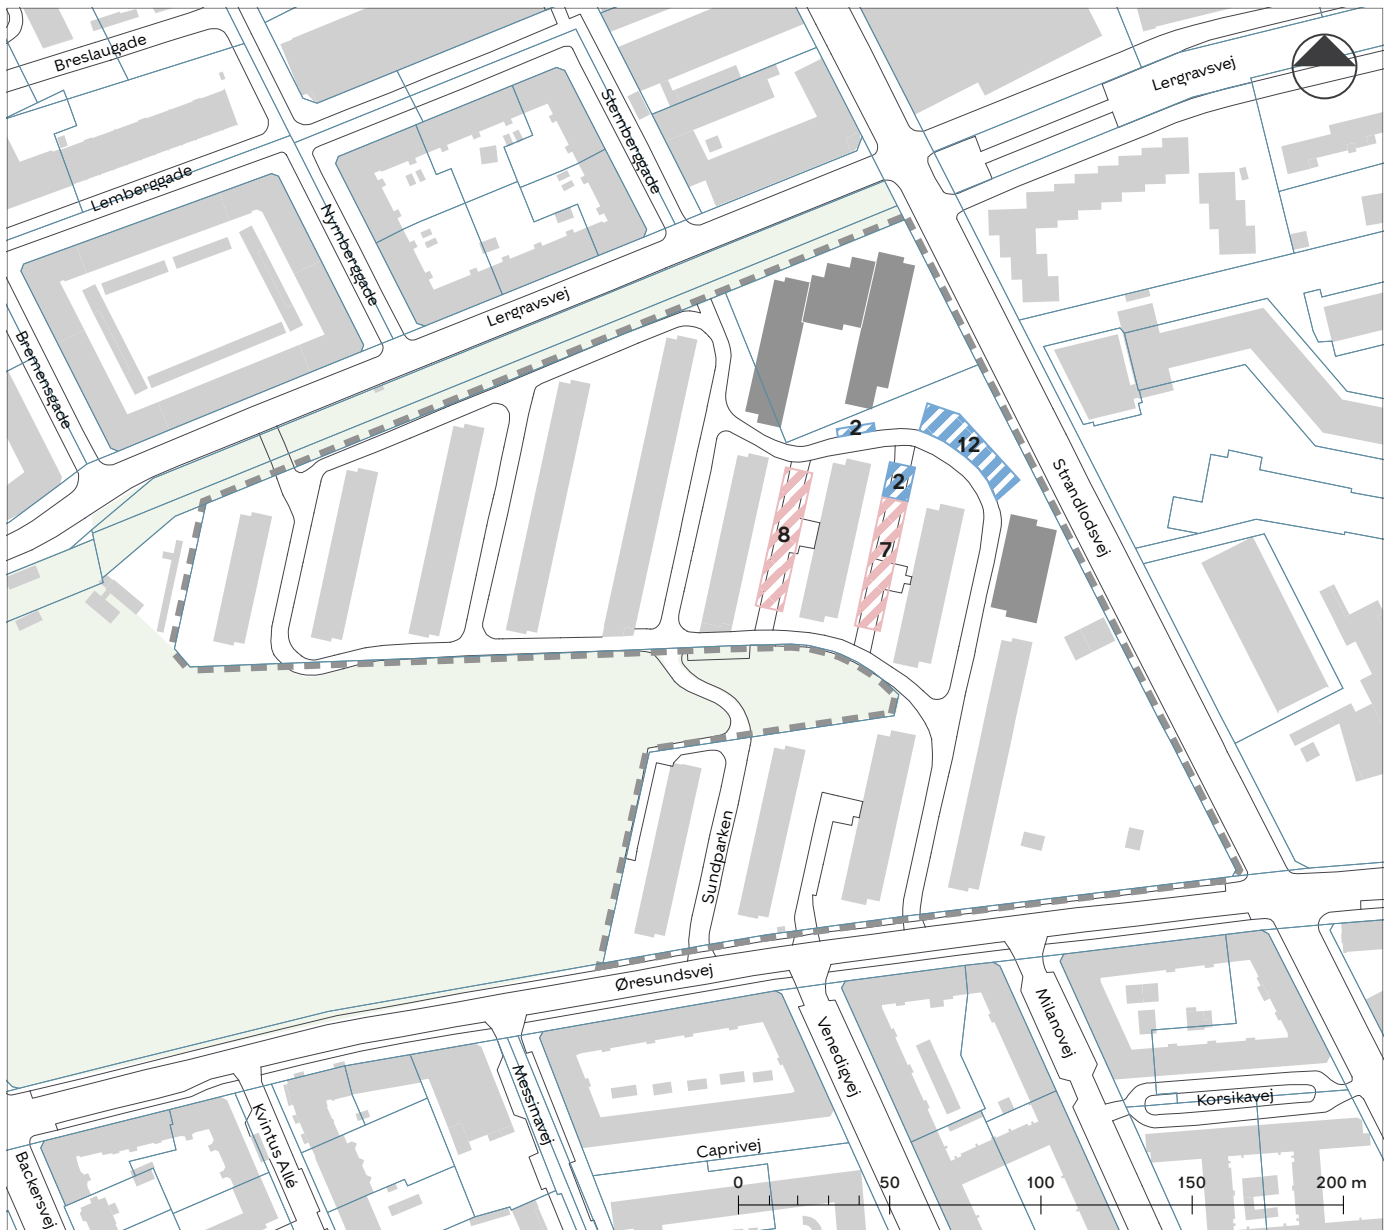 Breslaugade
Lergravsvej
Sternberggade
Lemberggade
Nyrnberggade
Lergravsvej
Bremensgade
2
12
2
8
7
Strandlodsvej
Sundparken
Øresundsvej
Milanovej
Venedigvej
Messinavej
Korsikavej
Kvintus Allé
Caprivej
Backersvej
0 50 100 150 200 m